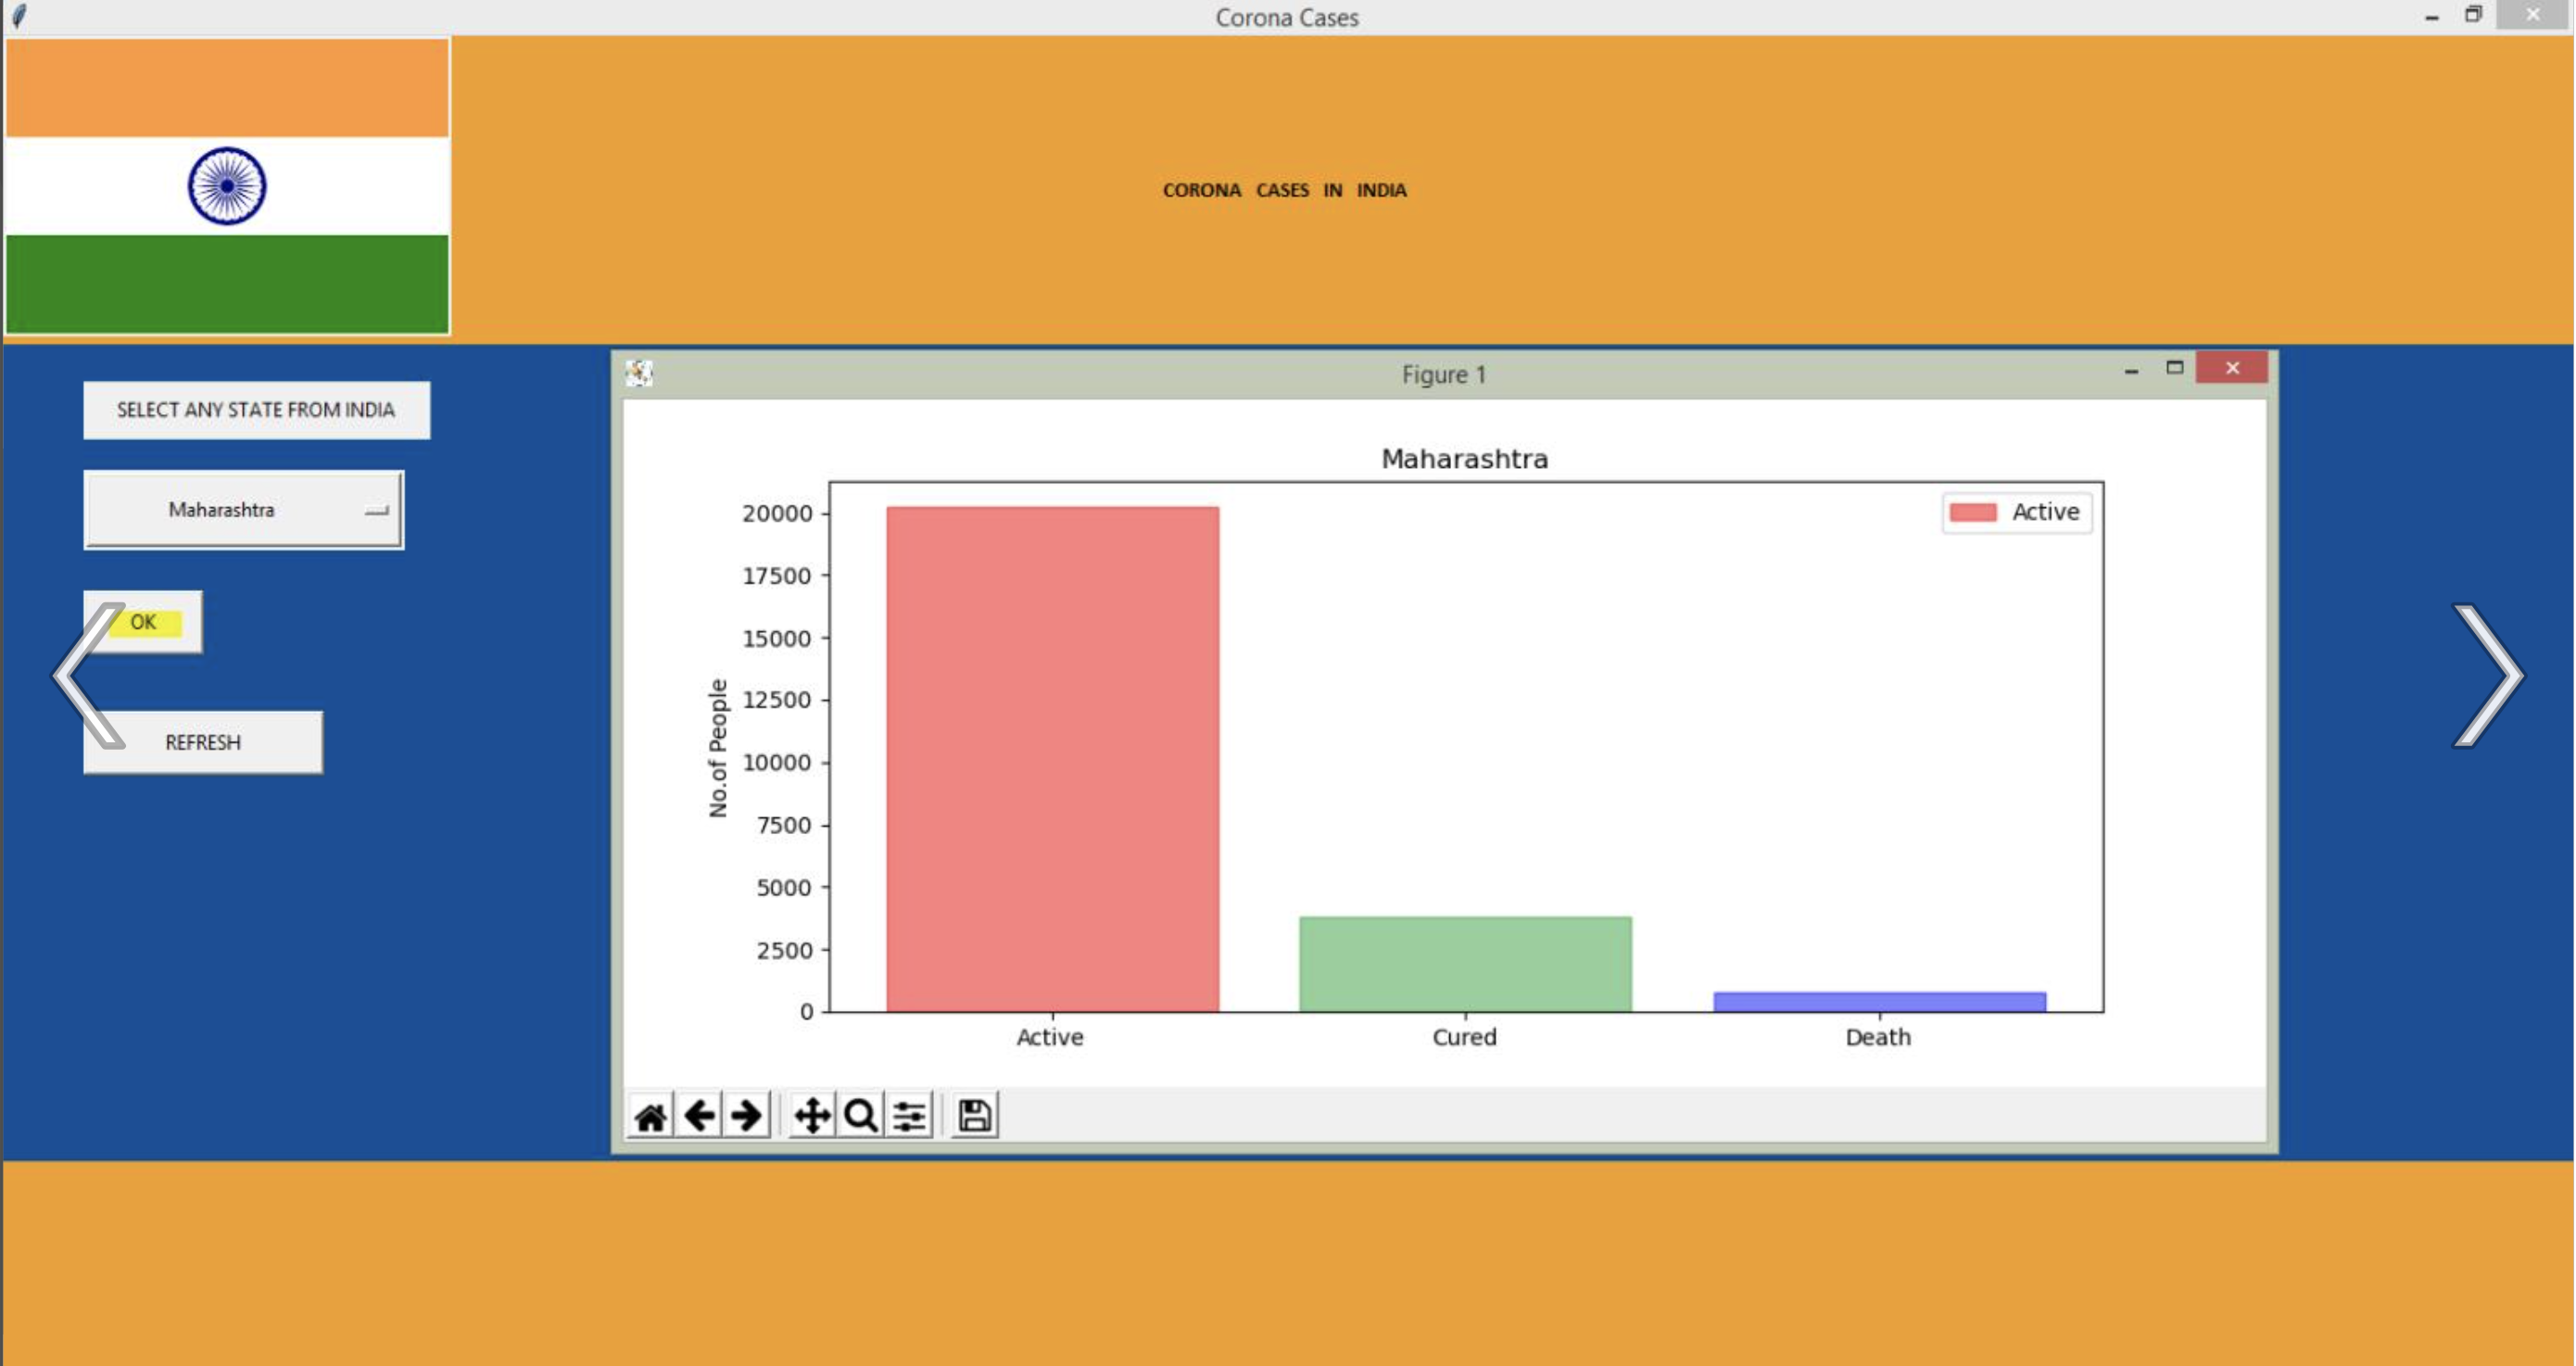 Corona Cases
CORONA CASES IN INDIA
SELECT ANY STATE FROM INDIA
Maharashtra
OK
REFRESH
Figure 1
Maharashtra
Active
No.of People
20000
17500
15000
12500
10000
7500
5000
2500
0
Active
Cured
Death